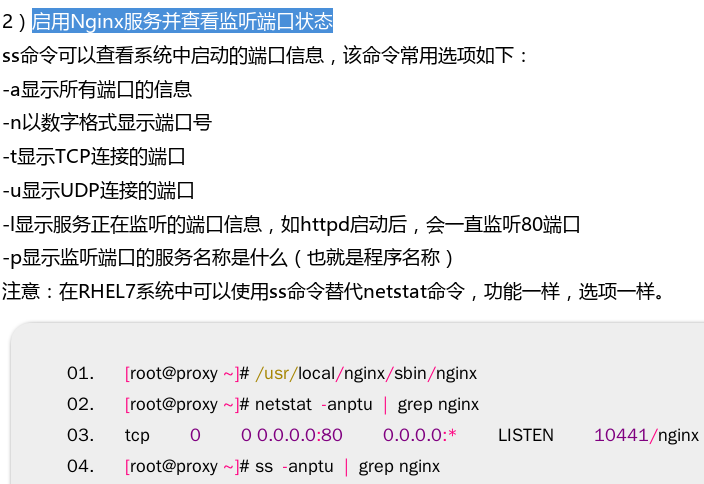 2）启用Nginx服务并查看监听端口状态
ss命令可以查看系统中启动的端口信息，该命令常用选项如下：
-a显示所有端口的信息
-n以数字格式显示端口号
-t显示TCP连接的端口
-u显示UDP连接的端口
-l显示服务正在监听的端口信息，如httpd启动后，会一直监听80端口
-p显示监听端口的服务名称是什么（也就是程序名称）
注意：在RHEL7系统中可以使用ss命令替代netstat命令，功能一样，选项一样。
01. [root@proxy ~]# /usr/local/nginx/sbin/nginx
02. [root@proxy ~]# netstat -anptu | grep nginx
03. tcp 0 0 0.0.0.0:80 0.0.0.0:* LISTEN 10441/nginx
04. [root@proxy ~]# ss -anptu | grep nginx